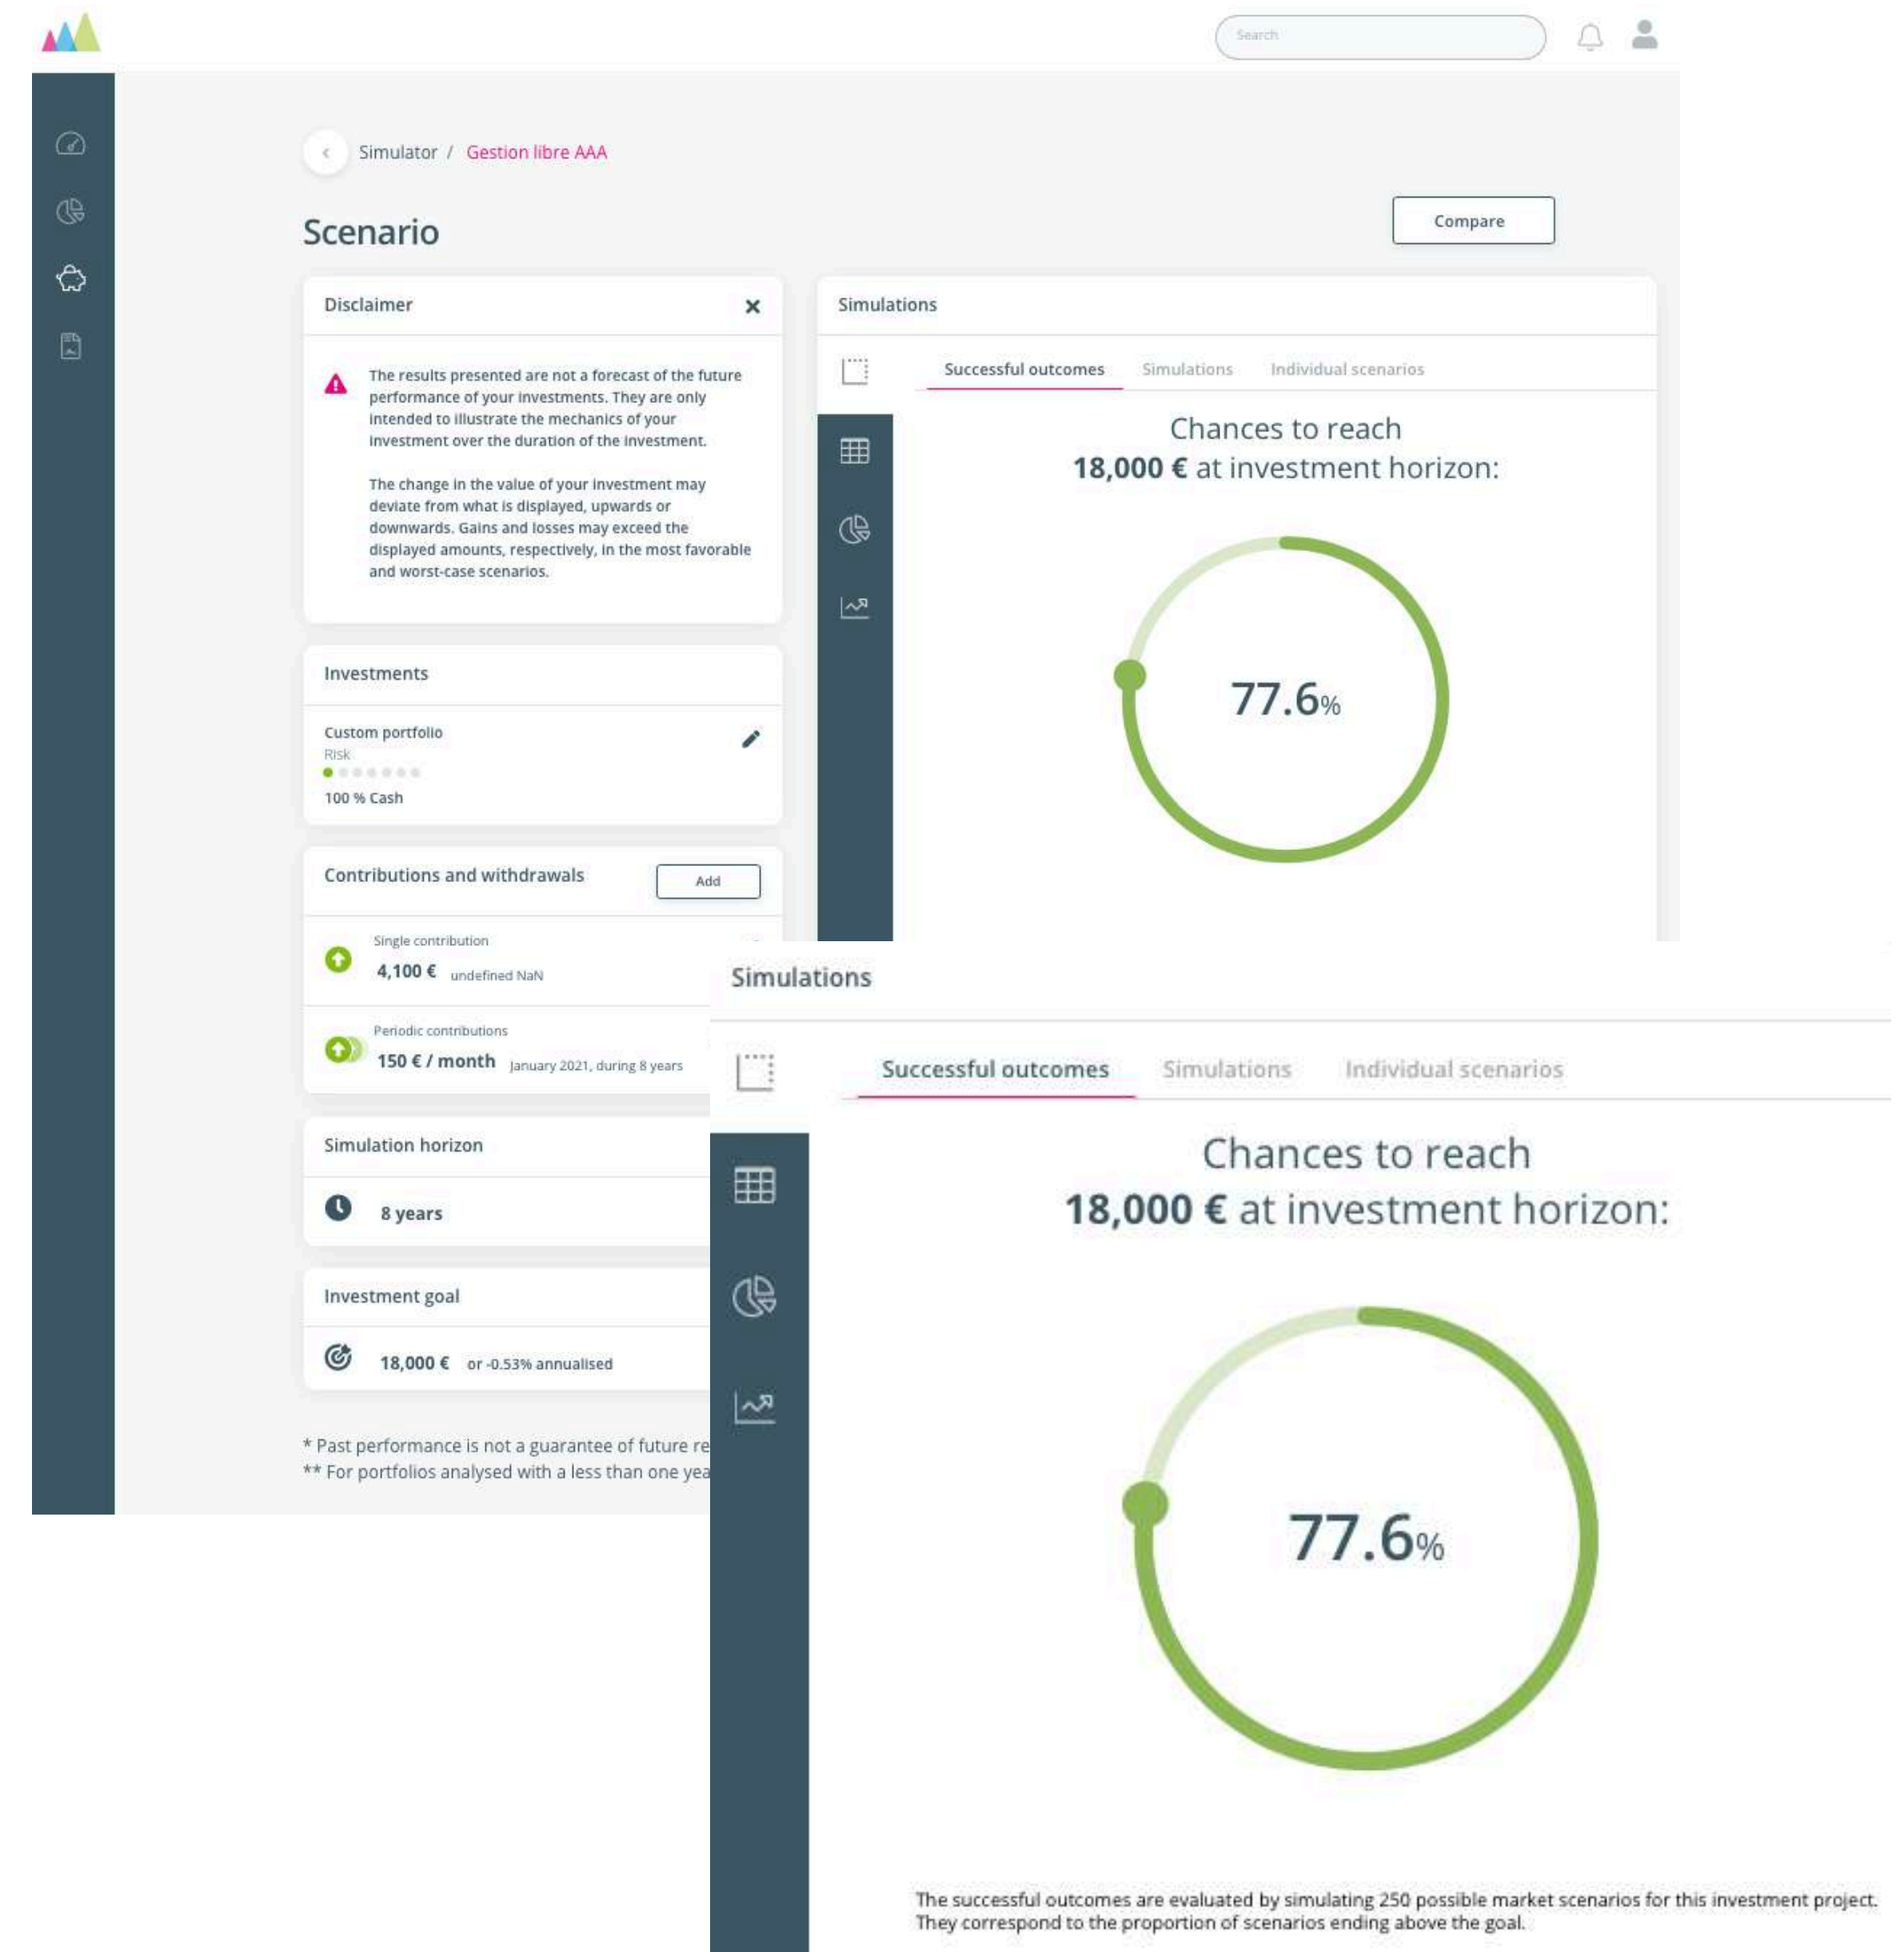 Search
Simulator / Gestion libre AAA
Scenario
Compare
Disclaimer
The results presented are not a forecast of the future
performance of your investments. They are only
intended to illustrate the mechanics of your
investment over the duration of the investment.
The change in the value of your investment may
deviate from what is displayed, upwards or
downwards. Gains and losses may exceed the
displayed amounts, respectively, in the most favorable
and worst-case scenarios.
Investments
Custom portfolio
Risk
100 % Cash
Contributions and withdrawals
Add
Single contribution
4,100 € undefined NaN
Periodic contributions
150 € / month January 2021, during 8 years
Simulation horizon
8 years
Investment goal
18,000 € or -0.53% annualised
* Past performance is not a guarantee of future re
** For portfolios analysed with a less than one yea
Simulations
Successful outcomes Simulations Individual scenarios
Chances to reach
18,000 € at investment horizon:
77.6%
Simulations
Successful outcomes Simulations Individual scenarios
Chances to reach
18,000 € at investment horizon:
77.6%
The successful outcomes are evaluated by simulating 250 possible market scenarios for this investment project.
They correspond to the proportion of scenarios ending above the goal.